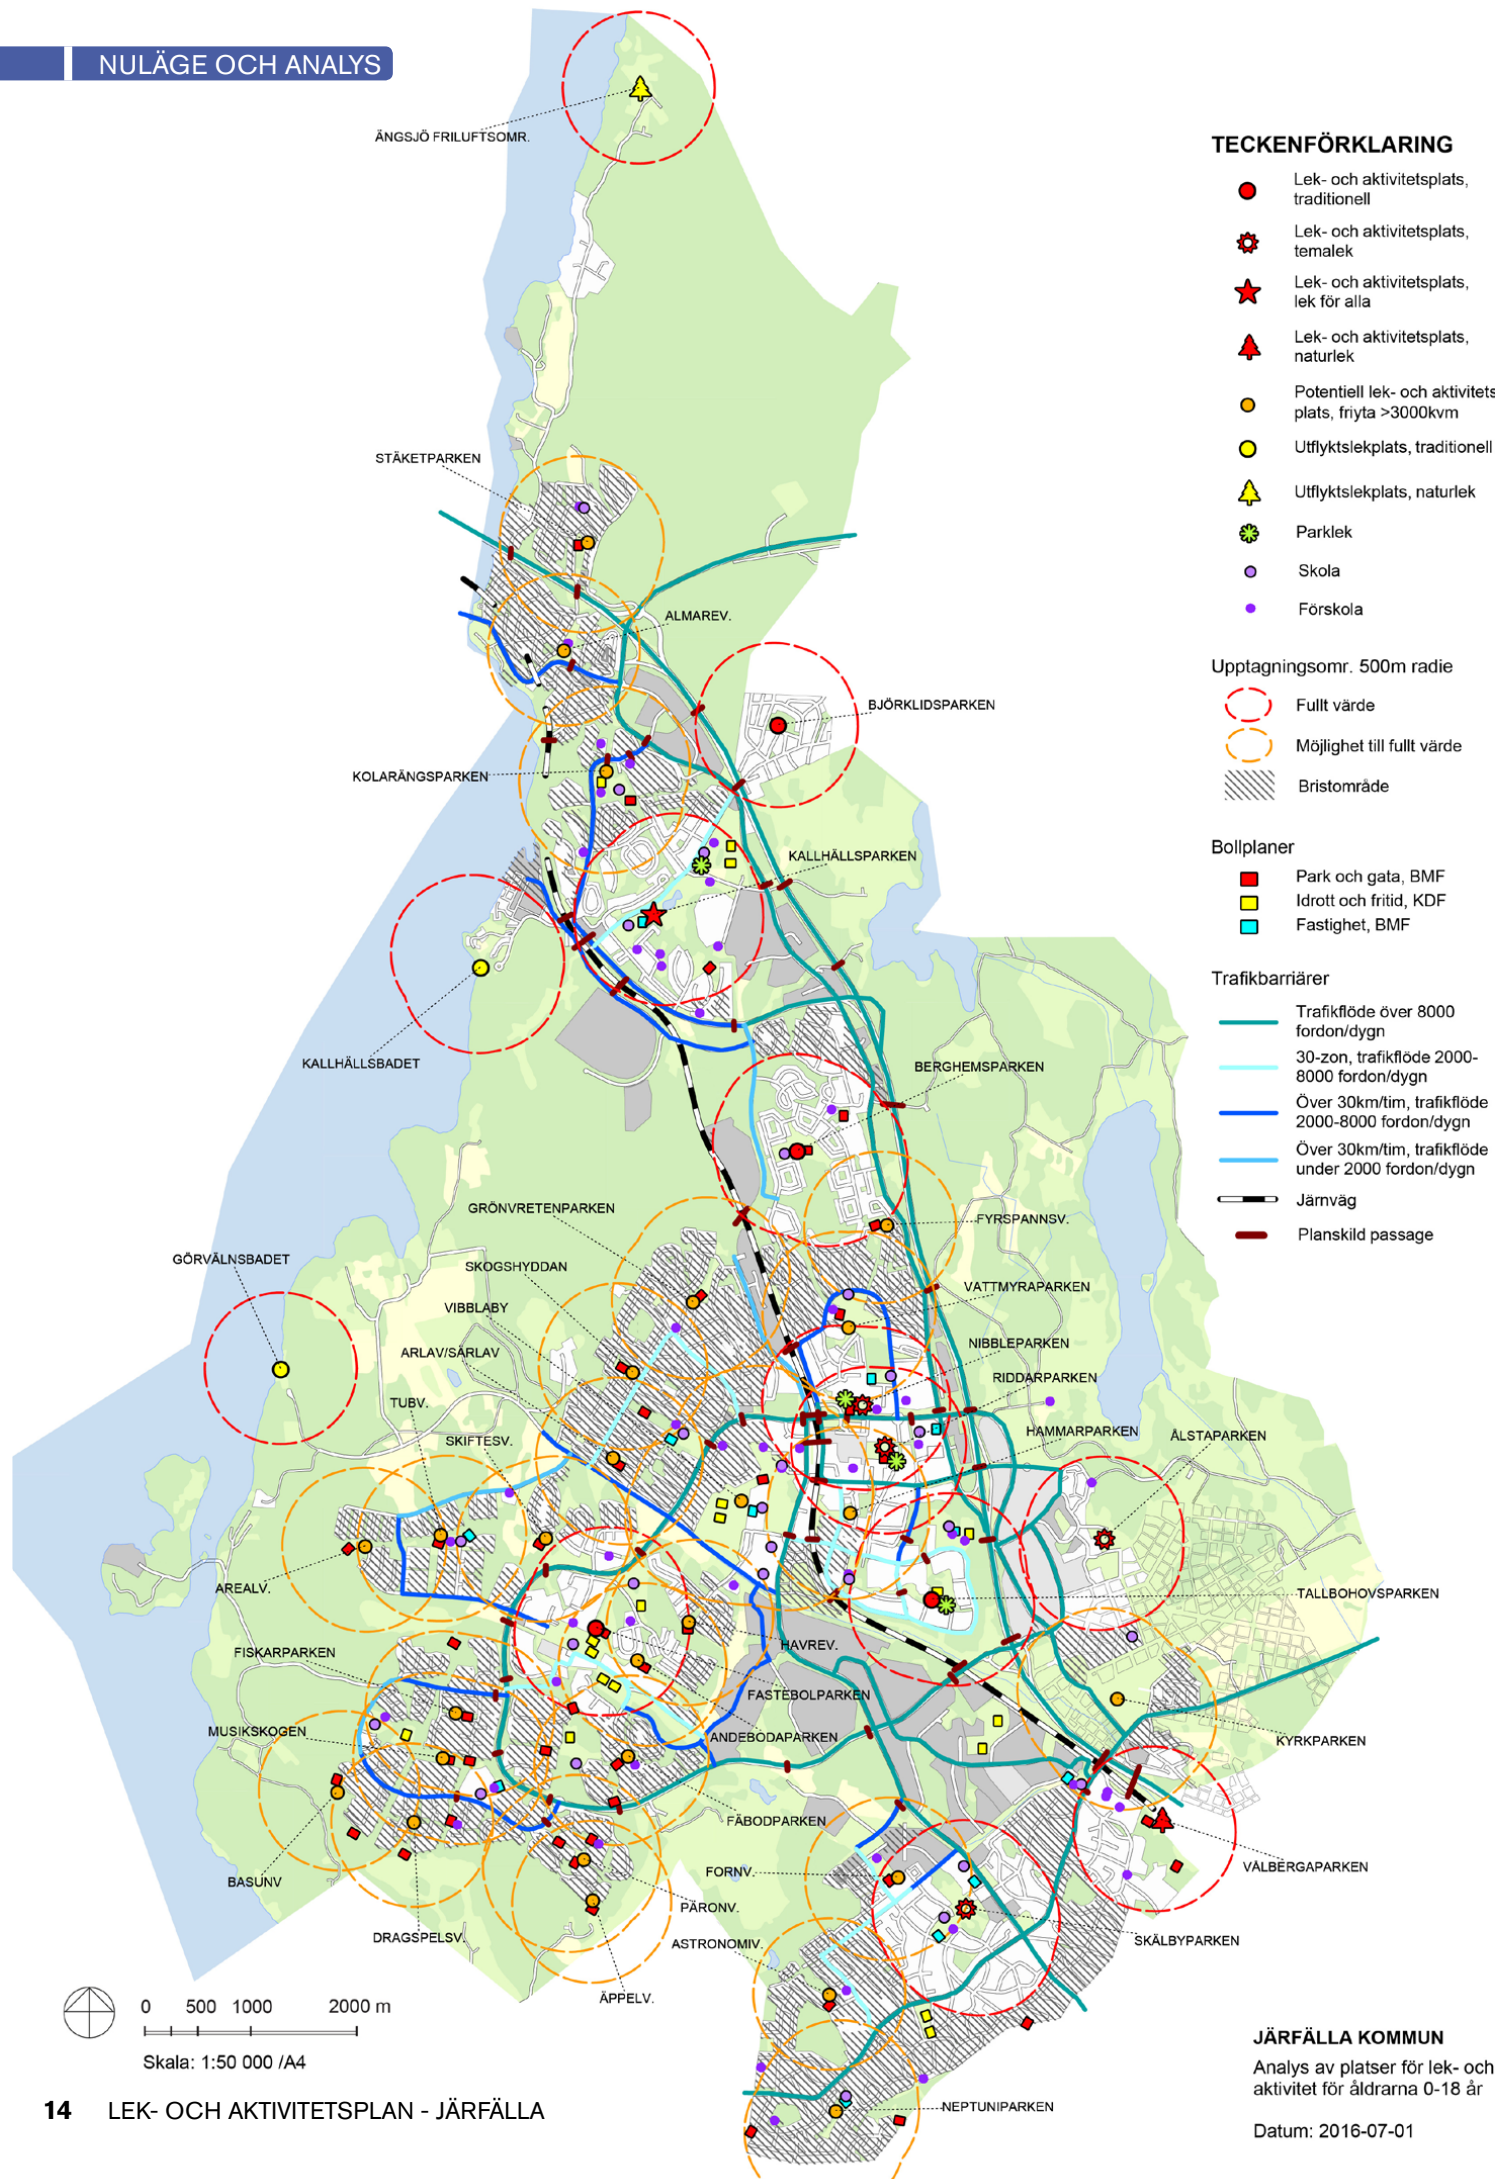 NULÄGE OCH ANALYS
ÄNGSJÖ FRILUFTSOMR.
TECKENFÖRKLARING
Lek- och aktivitetsplats,
traditionell
Lek- och aktivitetsplats,
temalek
Lek- och aktivitetsplats,
lek för alla
Lek- och aktivitetsplats,
naturlek
Potentiell lek- och aktivitets
plats, friyta >3000kvm
Utflyktslekplats, traditionell
Utflyktslekplats, naturlek
Parklek
Skola
Förskola
Upptagningsomr. 500m radie
Fullt värde
Möjlighet till fullt värde
Bristområde
Bollplaner
Park och gata, BMF
Idrott och fritid, KDF
Fastighet, BMF
Trafikbarriärer
Trafikflöde över 8000
fordon/dygn
30-zon, trafikflöde 2000-
8000 fordon/dygn
Över 30km/tim, trafikflöde
2000-8000 fordon/dygn
Över 30km/tim, trafikflöde
under 2000 fordon/dygn
Järnväg
Planskild passage
STÄKETPARKEN
ALMAREV.
BJÖRKLIDSPARKEN
KOLARÄNGSPARKEN
KALLHÄLLSPARKEN
KALLHÄLLSBADET
BERGHEMSPARKEN
GRÖNVRETENPARKEN
FYRSPANNSV.
GÖRVÄLNSBADET
SKOGSHYDDAN
VATTMYRAPARKEN
VIBBLABY
NIBBLEPARKEN
ARLAV/SÄRLAV
RIDDARPARKEN
TUBV.
HAMMARPARKEN
ÅLSTAPARKEN
SKIFTESV.
AREALV.
TALLBOHOVSPARKEN
HAVREV.
FISKARPARKEN
FASTEBOLPARKEN
MUSIKSKOGEN
ANDEBODAPARKEN
KYRKPARKEN
FÄBODPARKEN
BASUNV
FORNV.
VÅLBERGAPARKEN
PÄRONV.
DRAGSPELSV.
ASTRONOMIV.
SKÄLBYPARKEN
ÄPPELV.
NEPTUNIPARKEN
0 500 1000 2000 m
Skala: 1:50 000 /A4
JÄRFÄLLA KOMMUN
Analys av platser för lek- och
aktivitet för åldrarna 0-18 år
Datum: 2016-07-01
14 LEK- OCH AKTIVITETSPLAN - JÄRFÄLLA